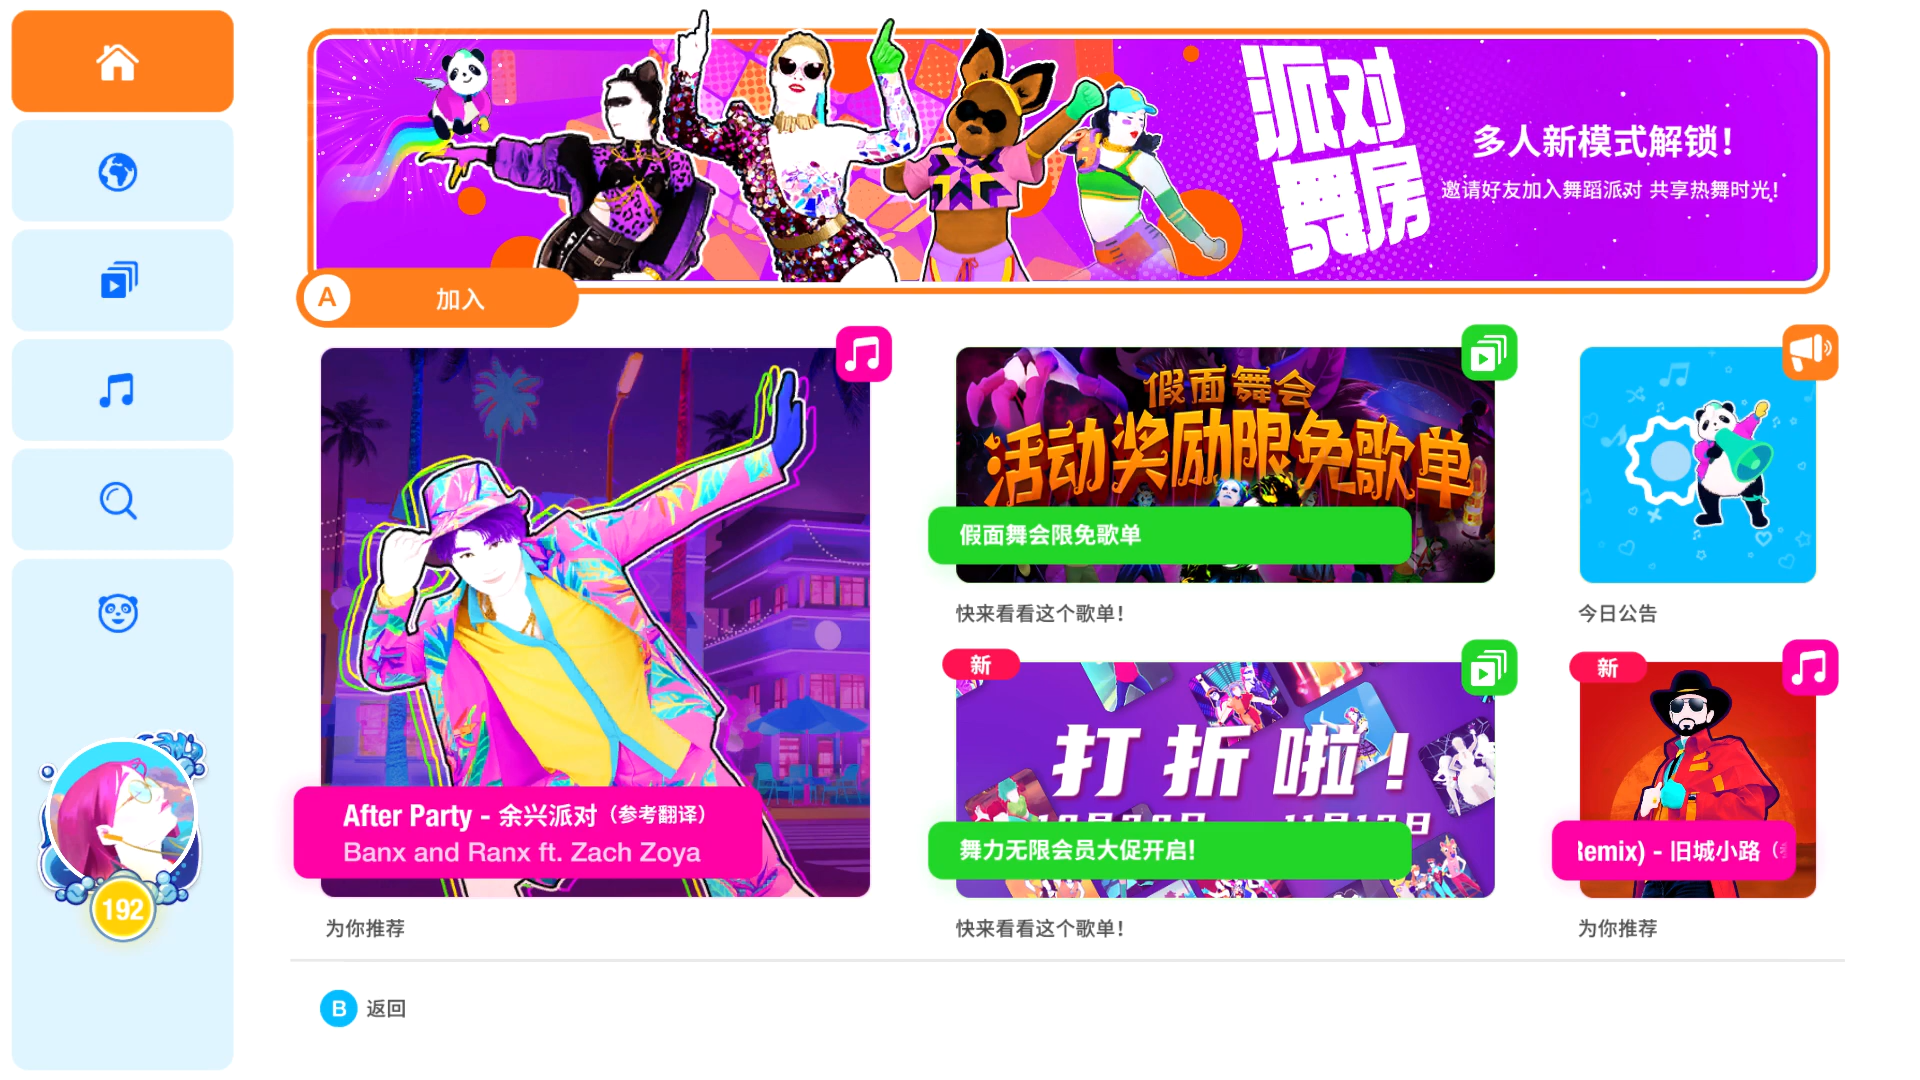 派对
舞房
多人新模式解锁！
邀请好友加入舞蹈派对 共享热舞时光！
A 加入
假面舞会
活动奖励限免歌单
假面舞会限免歌单
快来看看这个歌单！
今日公告
新
打折啦！
舞力无限会员大促开启！
快来看看这个歌单！
新
Remix) - 旧城小路（
为你推荐
After Party - 余兴派对（参考翻译）
Banx and Ranx ft. Zach Zoya
为你推荐
192
B 返回